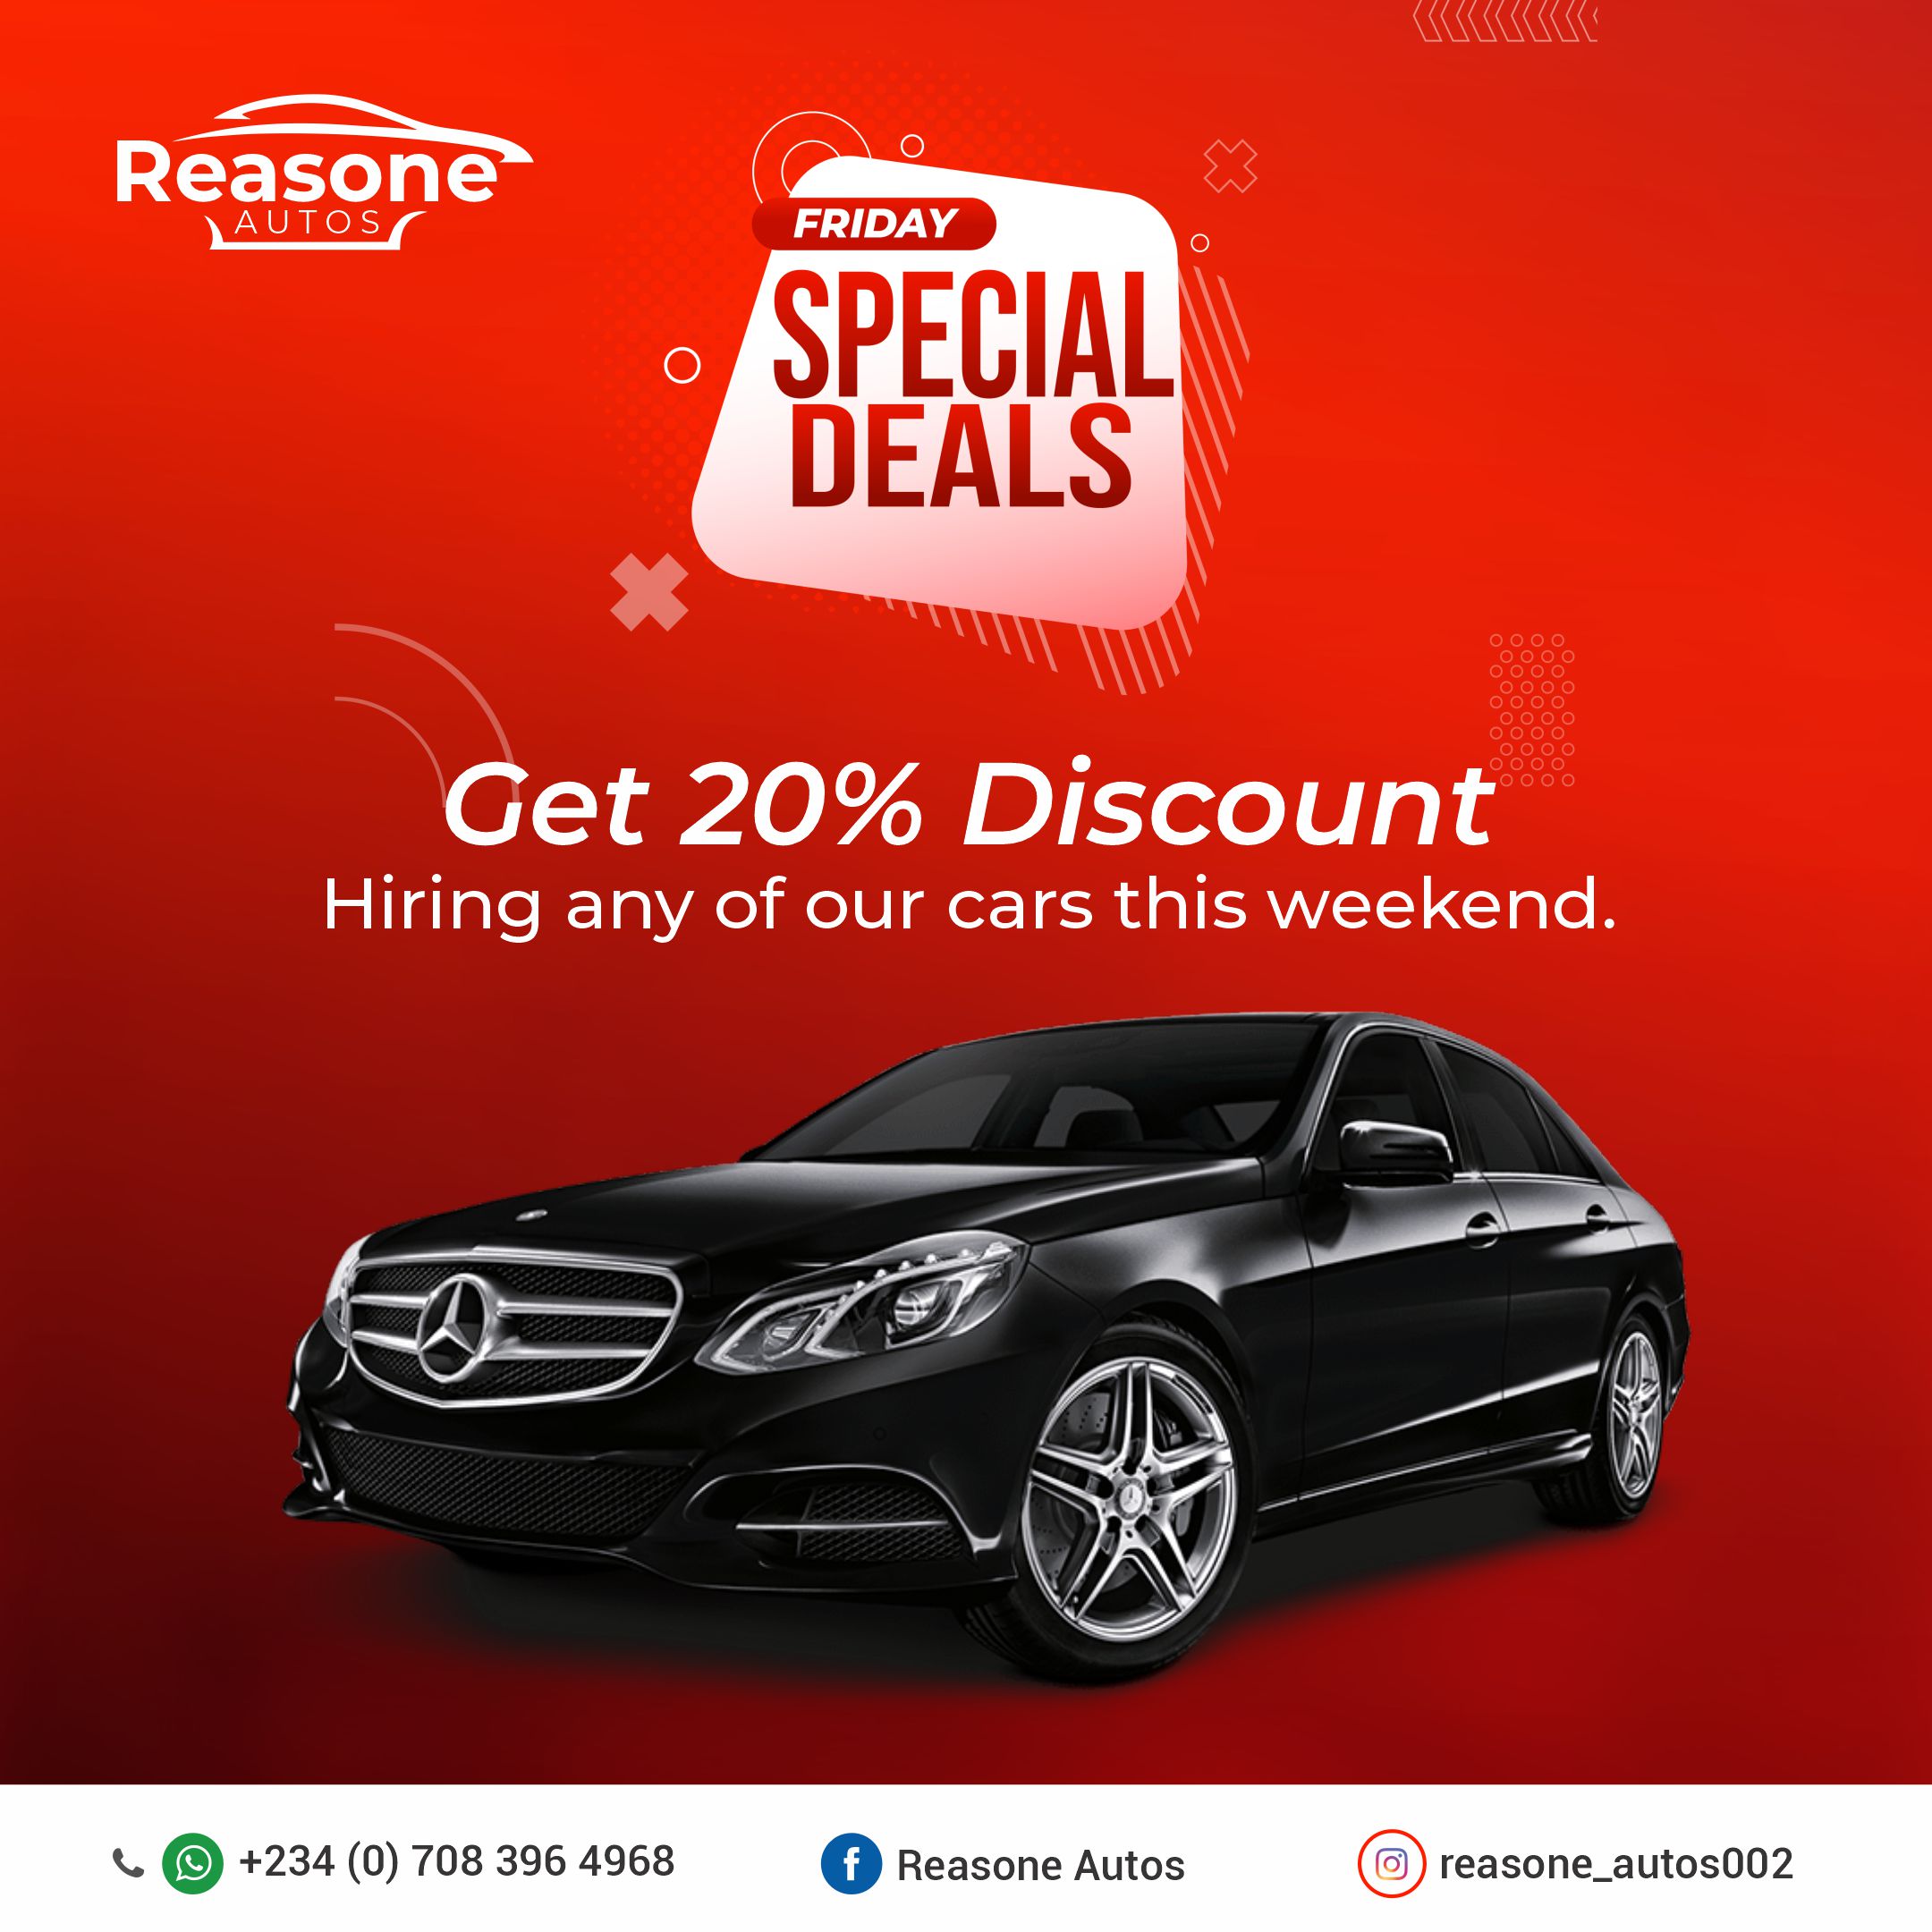 Reasone
AUTOS
FRIDAY
SPECIAL
DEALS
Get 20% Discount
Hiring any of our cars this weekend.
+234 (0) 708 396 4968
Reasone Autos
reasone_autos002